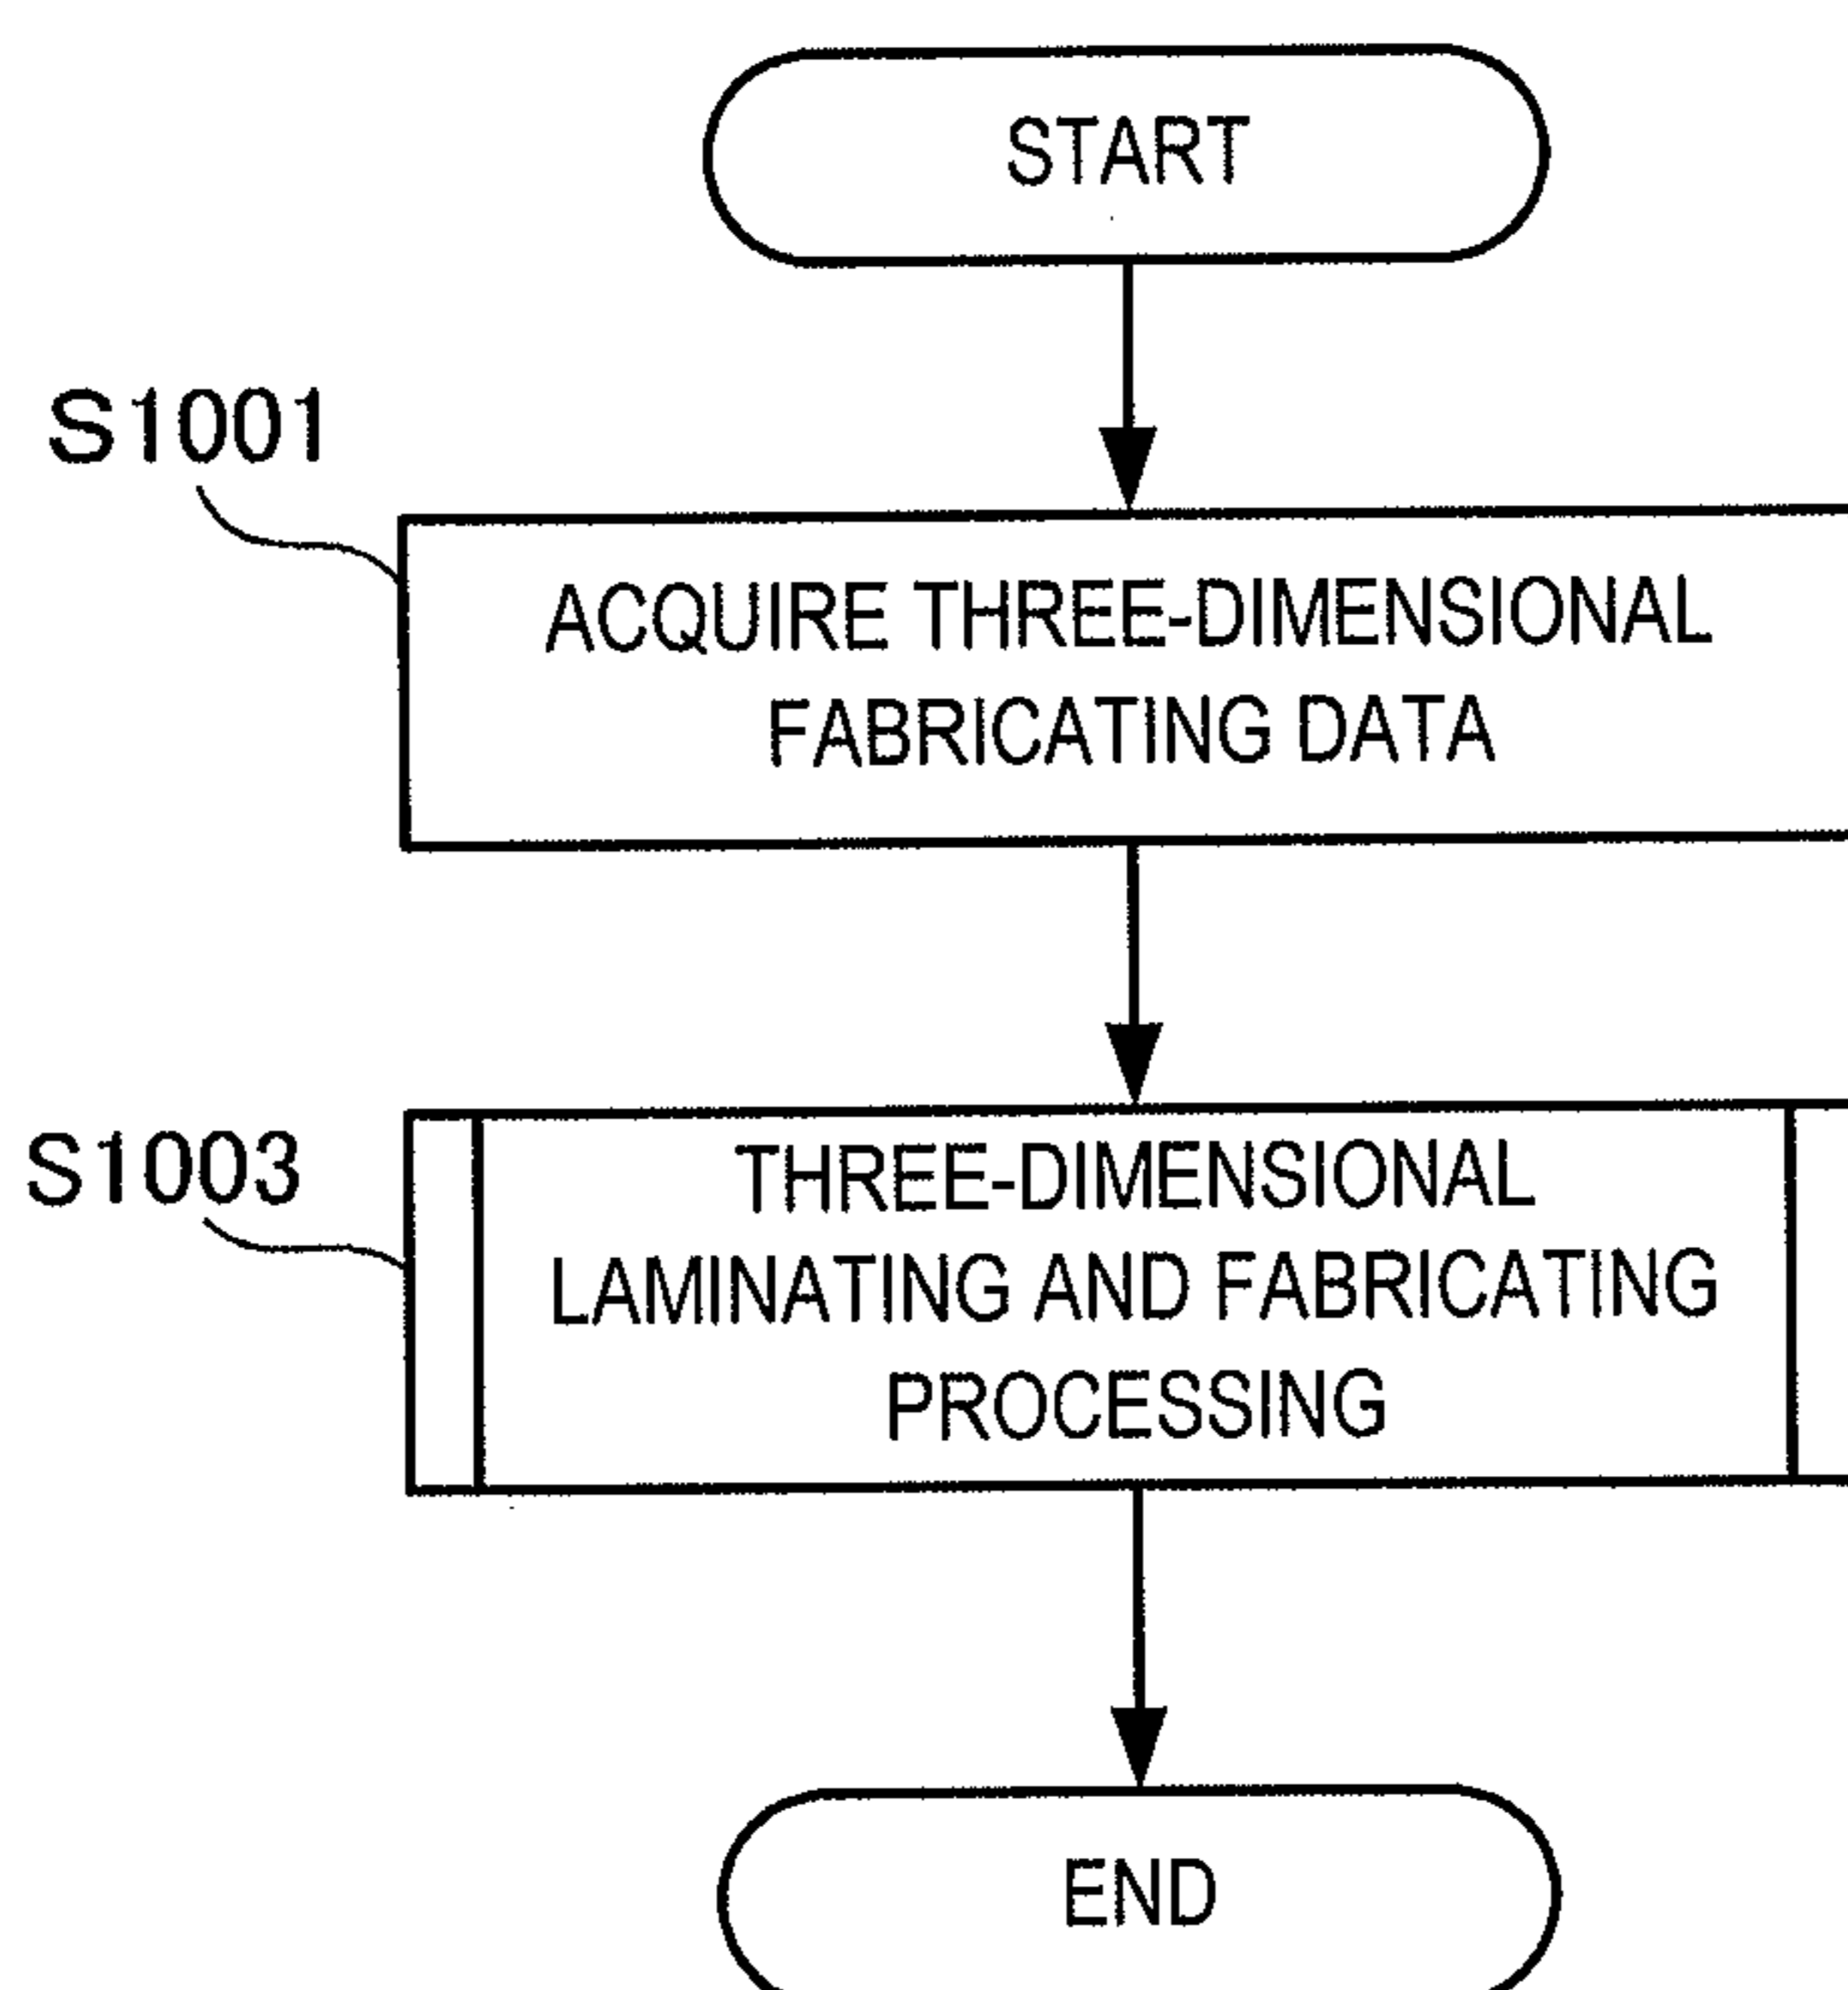 START
S1001
ACQUIRE THREE-DIMENSIONAL
FABRICATING DATA
S1003
THREE-DIMENSIONAL
LAMINATING AND FABRICATING
PROCESSING
END